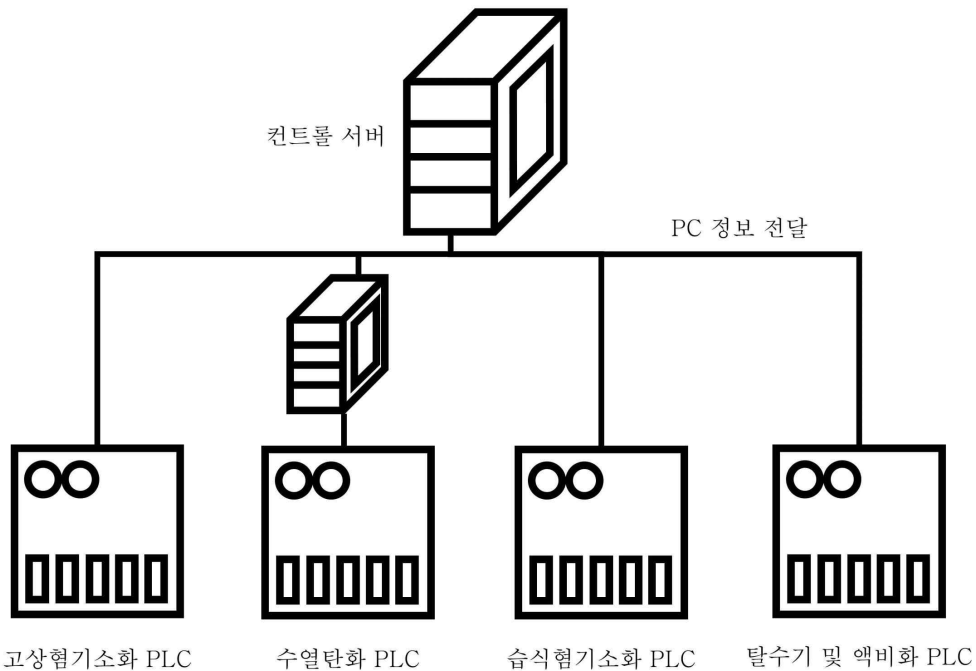 컨트롤 서버
PC 정보 전달
고상혐기소화 PLC
수열탄화 PLC
습식혐기소화 PLC
탈수기 및 액비화 PLC